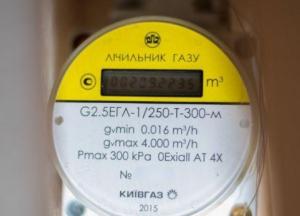 ЛІЧИЛЬНИК ГАЗУ
m³
G2.5ЕГЛ-1/250-Т-300-м
gᵥmin 0.016 m³/h
gᵥmax 4.000 m³/h
Pmax 300 kPa 0ExiaII AT 4X
№
КИЇВГАЗ
2015